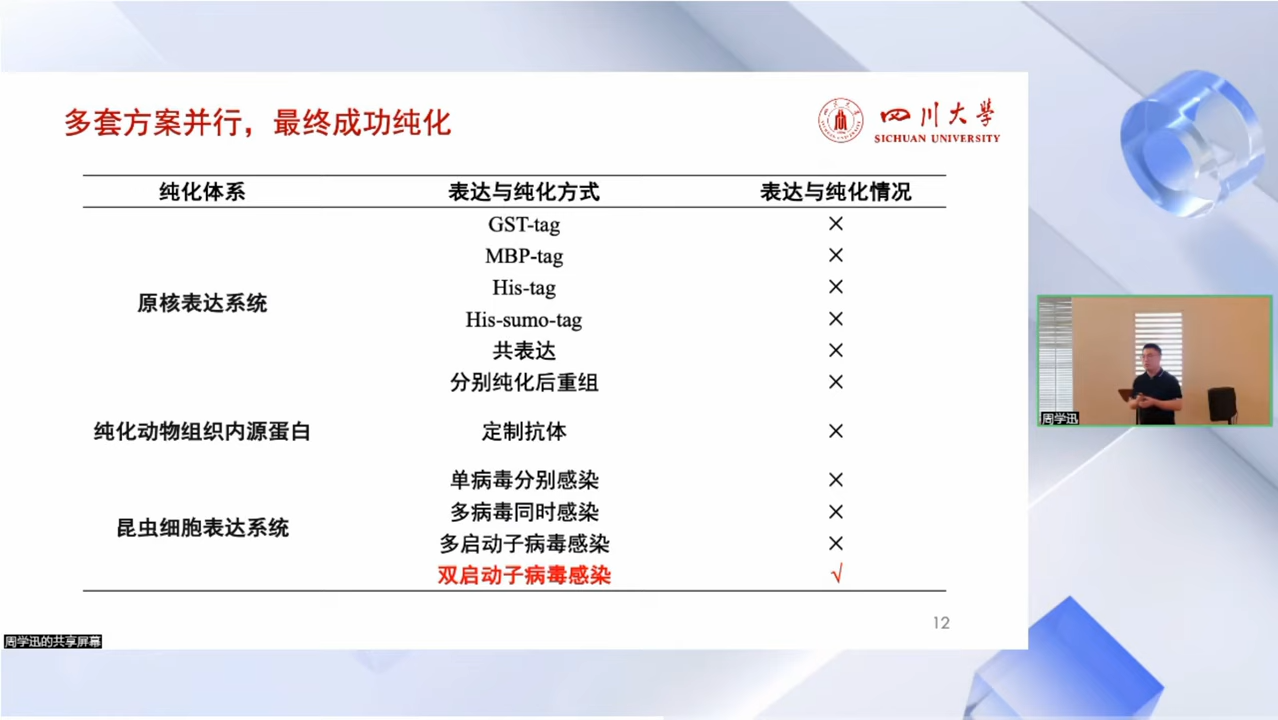 多套方案并行，最终成功纯化
四川大學
SICHUAN UNIVERSITY
纯化体系 表达与纯化方式 表达与纯化情况
GST-tag ×
MBP-tag ×
原核表达系统 His-tag ×
His-sumo-tag ×
共表达 ×
分别纯化后重组 ×
纯化动物组织内源蛋白 定制抗体 ×
单病毒分别感染 ×
多病毒同时感染 ×
昆虫细胞表达系统 多启动子病毒感染 ×
双启动子病毒感染 √
12
周学迅
周学迅的共享屏幕